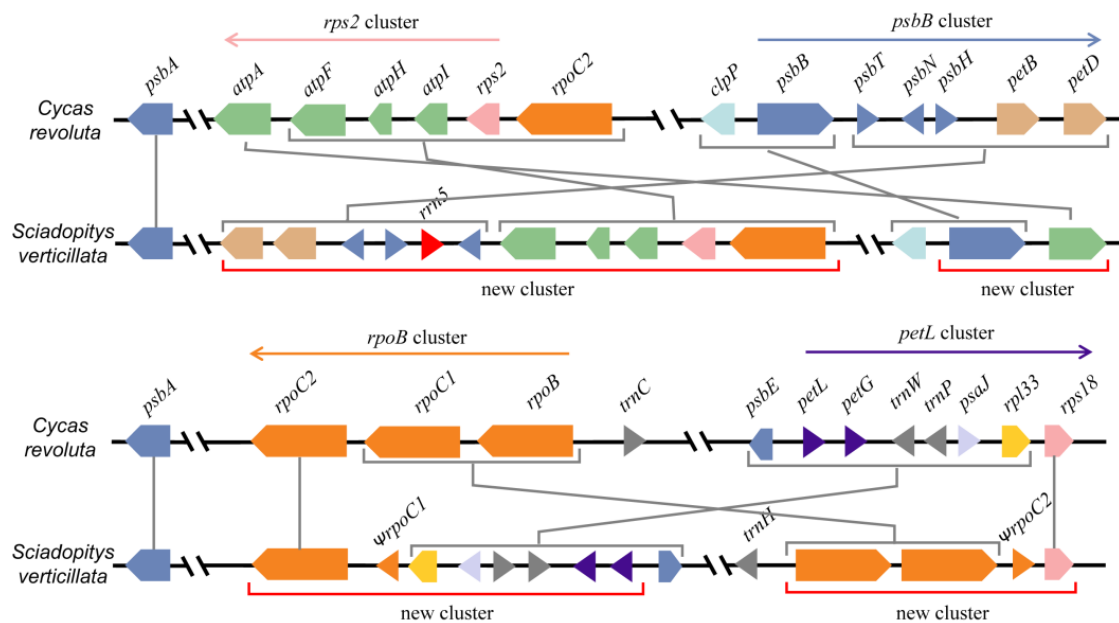 rps2 cluster
psbB cluster
psbA
atpA
atpF
atpH
atpI
rps2
rpoC2
clpP
psbB
psbT
psbN
psbH
petB
petD
Cycas
revoluta
rrn5
Sciadopitys
verticillata
new cluster
new cluster
rpoB cluster
petL cluster
psbA
rpoC2
rpoC1
rpoB
trnC
psbE
petL
petG
trnW
trnP
psaJ
rpl33
rps18
Cycas
revoluta
ΨrpoC1
trnH
ΨrpoC2
Sciadopitys
verticillata
new cluster
new cluster